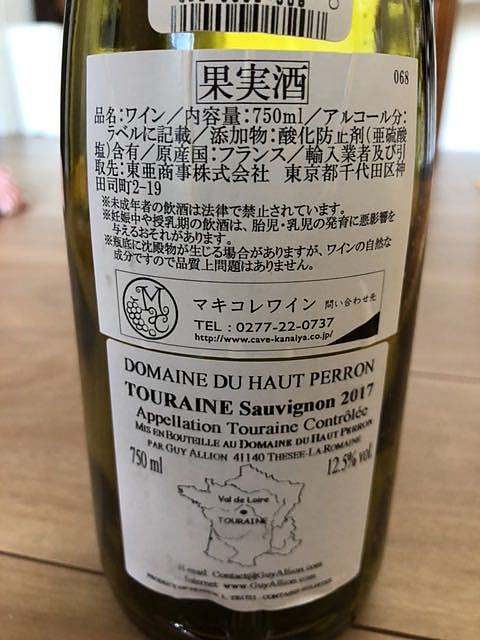 果実酒
068
品名:ワイン/内容量:750ml/アルコール分:
ラベルに記載/添加物:酸化防止剤(亜硫酸
塩)含有/原産国:フランス/輸入業者及び引
取先:東亜商事株式会社 東京都千代田区神
田司町2-19
※未成年者の飲酒は法律で禁止されています。
※妊娠中や授乳期の飲酒は、胎児・乳児の発育に悪影響を
与えるおそれがあります。
※瓶底に沈殿物が生じる場合がありますが、ワインの自然な
成分ですので品質上問題はありません。
マキコレワイン 問い合わせ先
TEL:0277-22-0737
http://www.cave-kanaiya.co.jp/
DOMAINE DU HAUT PERRON
TOURAINE Sauvignon 2017
Appellation Touraine Contrôlée
MIS EN BOUTEILLE AU DOMAINE DU HAUT PERRON
PAR GUY ALLION 41140 THESEE-LA ROMAINE
750 ml
12.5% vol.
Val de Loire
TOURAINE
E-mail Contact@GuyAllion.com
Internet www.GuyAllion.com